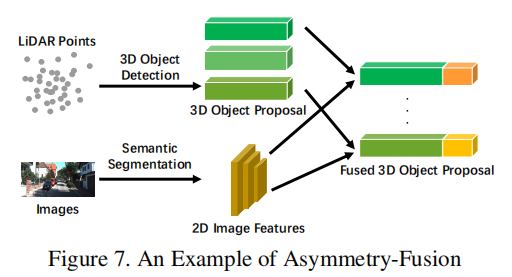 LiDAR Points
3D Object
Detection
3D Object Proposal
Semantic
Segmentation
Images
2D Image Features
.
.
.
Fused 3D Object Proposal
Figure 7. An Example of Asymmetry-Fusion